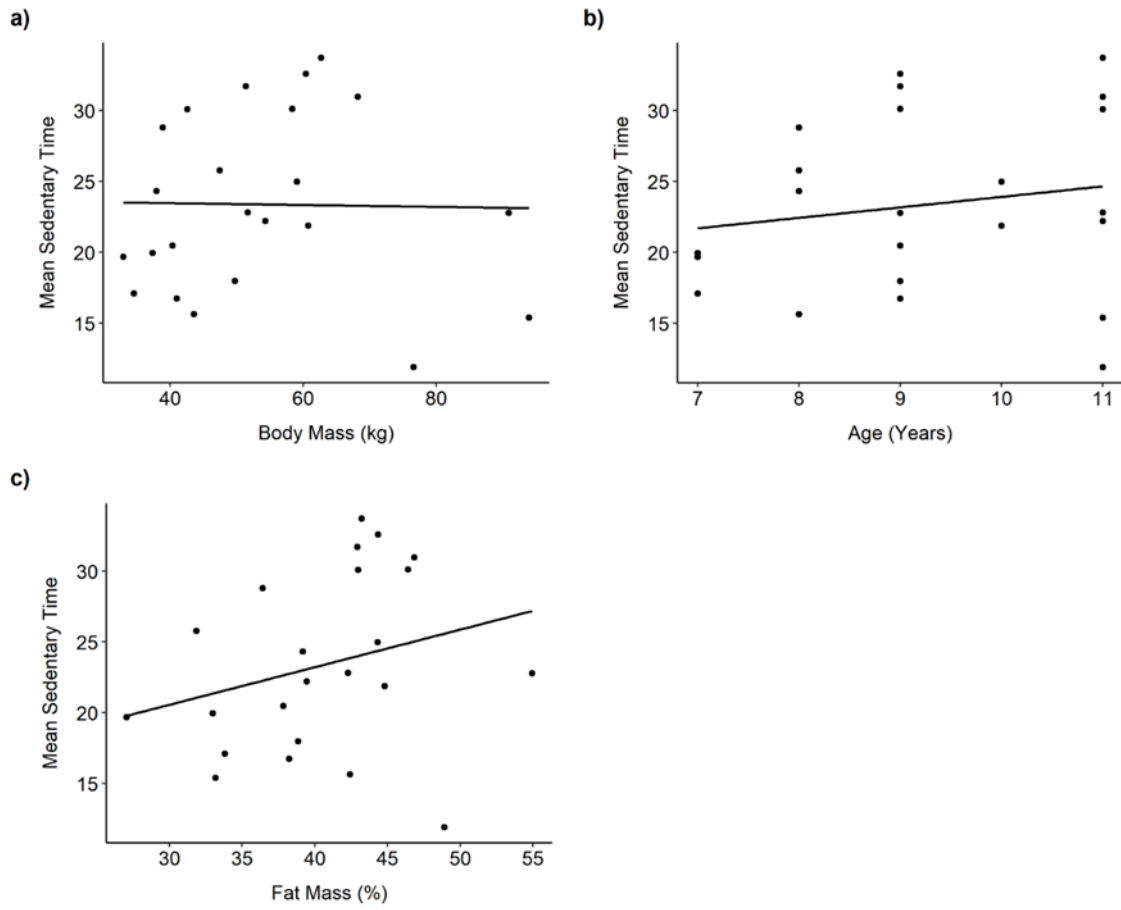 a)
Mean Sedentary Time
30
25
20
15
40 60 80
Body Mass (kg)
b)
Mean Sedentary Time
30
25
20
15
7 8 9 10 11
Age (Years)
c)
Mean Sedentary Time
30
25
20
15
30 35 40 45 50 55
Fat Mass (%)